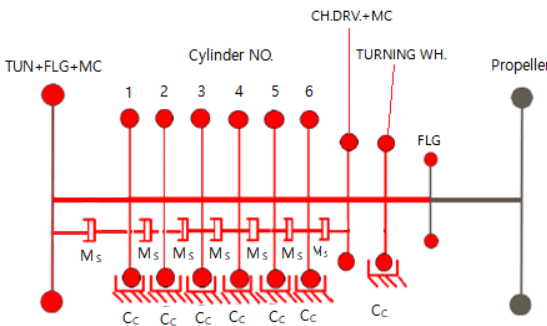 CH.DRV.+MC
TUN+FLG+MC
Cylinder NO.
TURNING WH.
Propeller
1 2 3 4 5 6
FLG
Ms Ms Ms Ms Ms Ms Ms
Cc Cc Cc Cc Cc Cc Cc